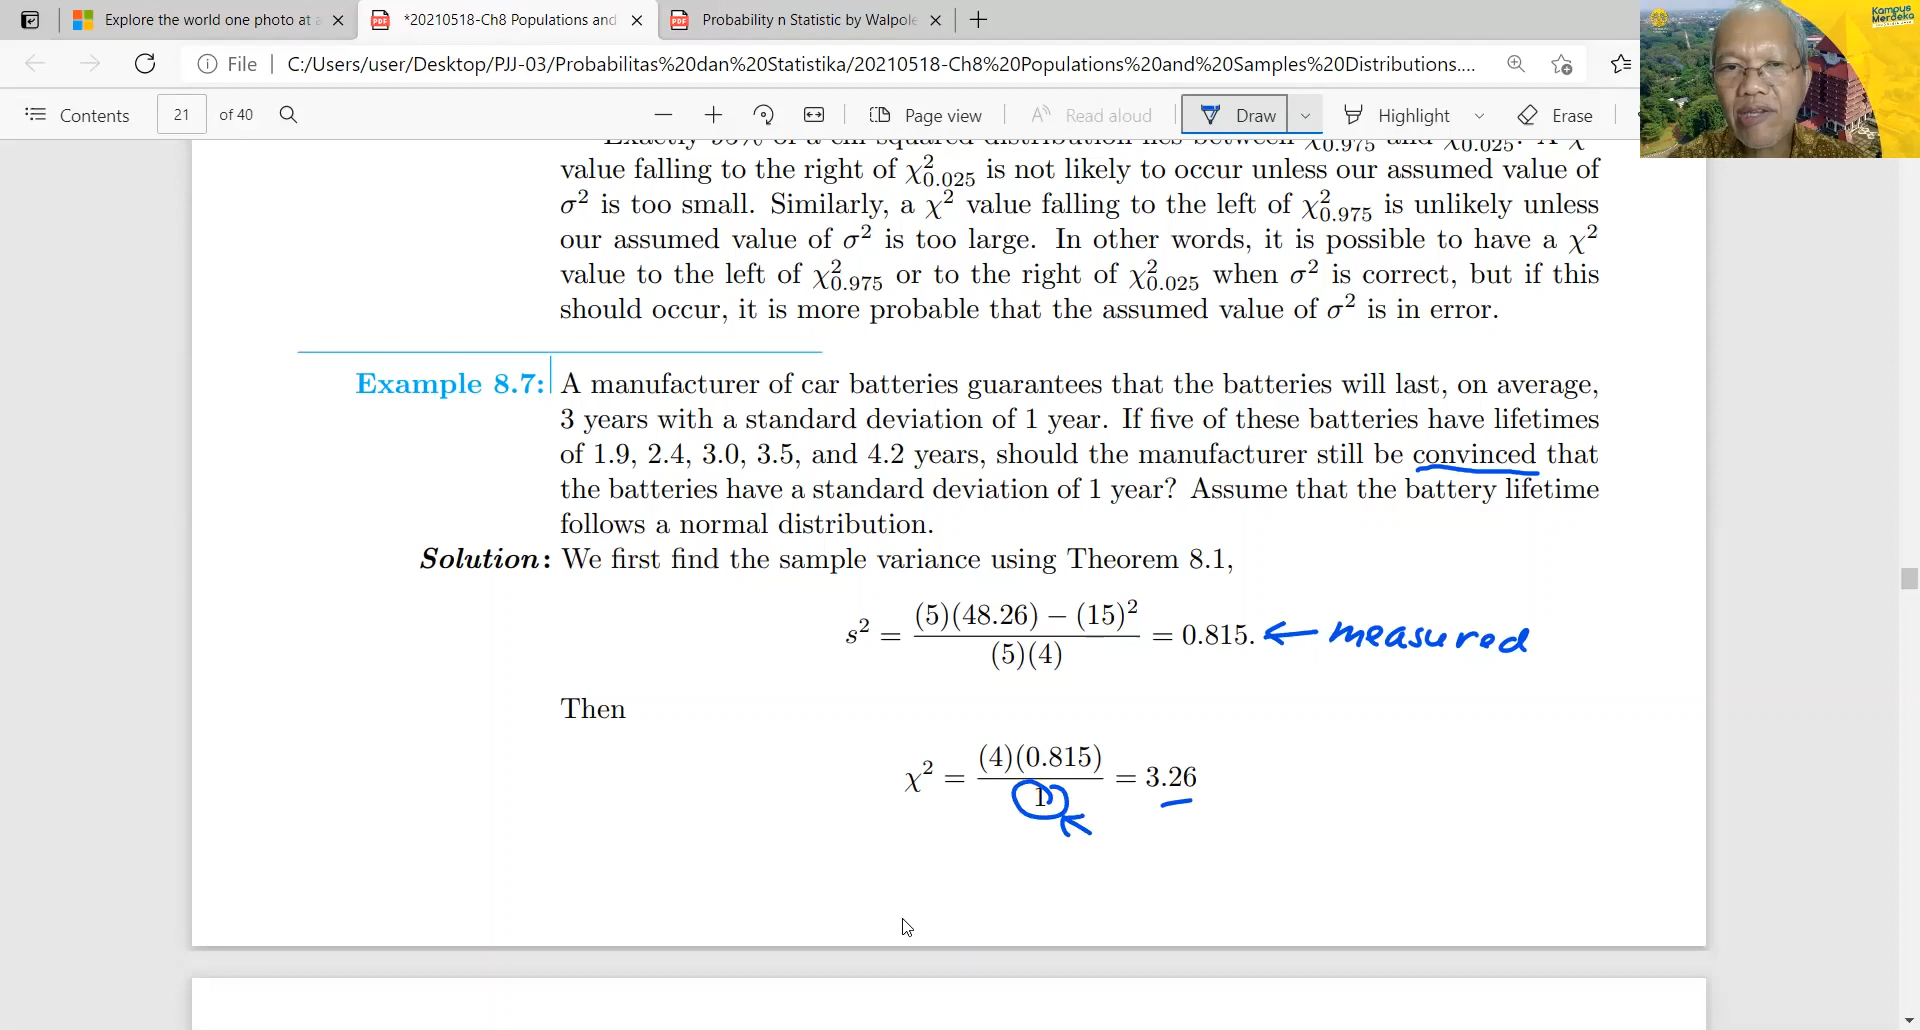 Explore the world one photo at a
*20210518-Ch8 Populations and
Probability n Statistic by Walpole
File
C:/Users/user/Desktop/PJJ-03/Probabilitas%20dan%20Statistika/20210518-Ch8%20Populations%20and%20Samples%20Distributions....
Kampus
Merdeka
Contents
21
of 40
Page view
Read aloud
Draw
Highlight
Erase
value falling to the right of χ²0.025 is not likely to occur unless our assumed value of
σ² is too small. Similarly, a χ² value falling to the left of χ²0.975 is unlikely unless
our assumed value of σ² is too large. In other words, it is possible to have a χ²
value to the left of χ²0.975 or to the right of χ²0.025 when σ² is correct, but if this
should occur, it is more probable that the assumed value of σ² is in error.
Example 8.7: A manufacturer of car batteries guarantees that the batteries will last, on average,
3 years with a standard deviation of 1 year. If five of these batteries have lifetimes
of 1.9, 2.4, 3.0, 3.5, and 4.2 years, should the manufacturer still be convinced that
the batteries have a standard deviation of 1 year? Assume that the battery lifetime
follows a normal distribution.
Solution: We first find the sample variance using Theorem 8.1,
s² = (5)(48.26) − (15)² / (5)(4) = 0.815. ← measured
Then
χ² = (4)(0.815) / 1 = 3.26